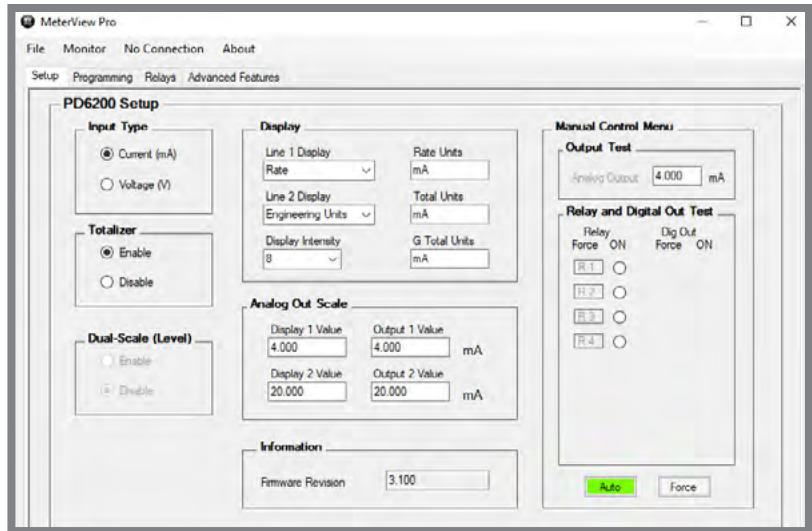 MeterView Pro
File Monitor No Connection About
Setup Programming Relays Advanced Features
PD6200 Setup
Input Type
Current (mA)
Voltage (V)
Totalizer
Enable
Disable
Dual-Scale (Level)
Enable
Disable
Display
Line 1 Display Rate Units
Rate mA
Line 2 Display Total Units
Engineering Units mA
Display Intensity G Total Units
8 mA
Analog Out Scale
Display 1 Value Output 1 Value
4.000 4.000 mA
Display 2 Value Output 2 Value
20.000 20.000 mA
Information
Firmware Revision 3.100
Manual Control Menu
Output Test
Analog Output 4.000 mA
Relay and Digital Out Test
Relay Dig Out
Force ON Force ON
R 1
R 2
R 3
R 4
Auto Force